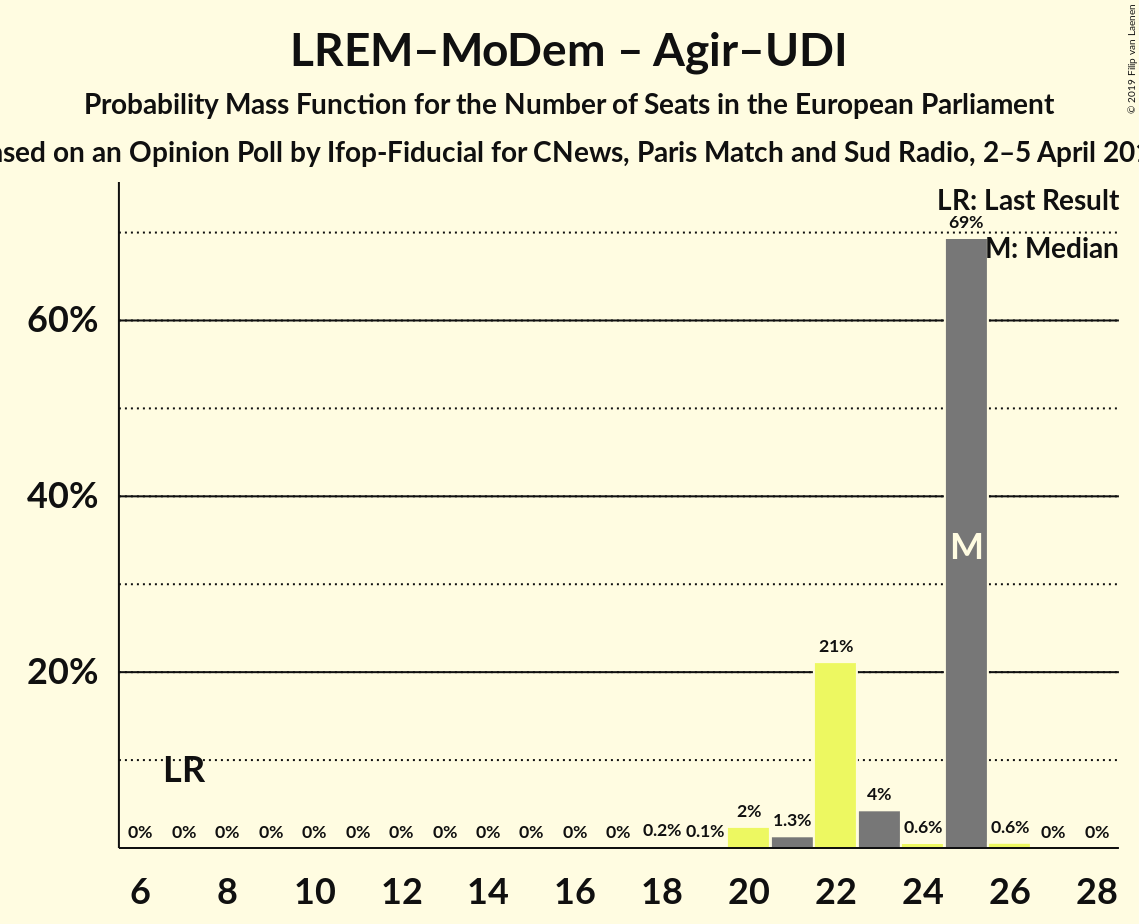 LREM–MoDem – Agir–UDI
Probability Mass Function for the Number of Seats in the European Parliament
on an Opinion Poll by Ifop-Fiducial for CNews, Paris Match and Sud Radio, 2–5 April
© 2019 Filip van Laenen
LR: Last Result
M: Median
69%
60%
40%
M
21%
20%
LR
0% 0% 0% 0% 0% 0% 0% 0% 0% 0% 0% 0% 0.2% 0.1% 2% 1.3% 4% 0.6% 0.6% 0% 0%
6 8 10 12 14 16 18 20 22 24 26 28